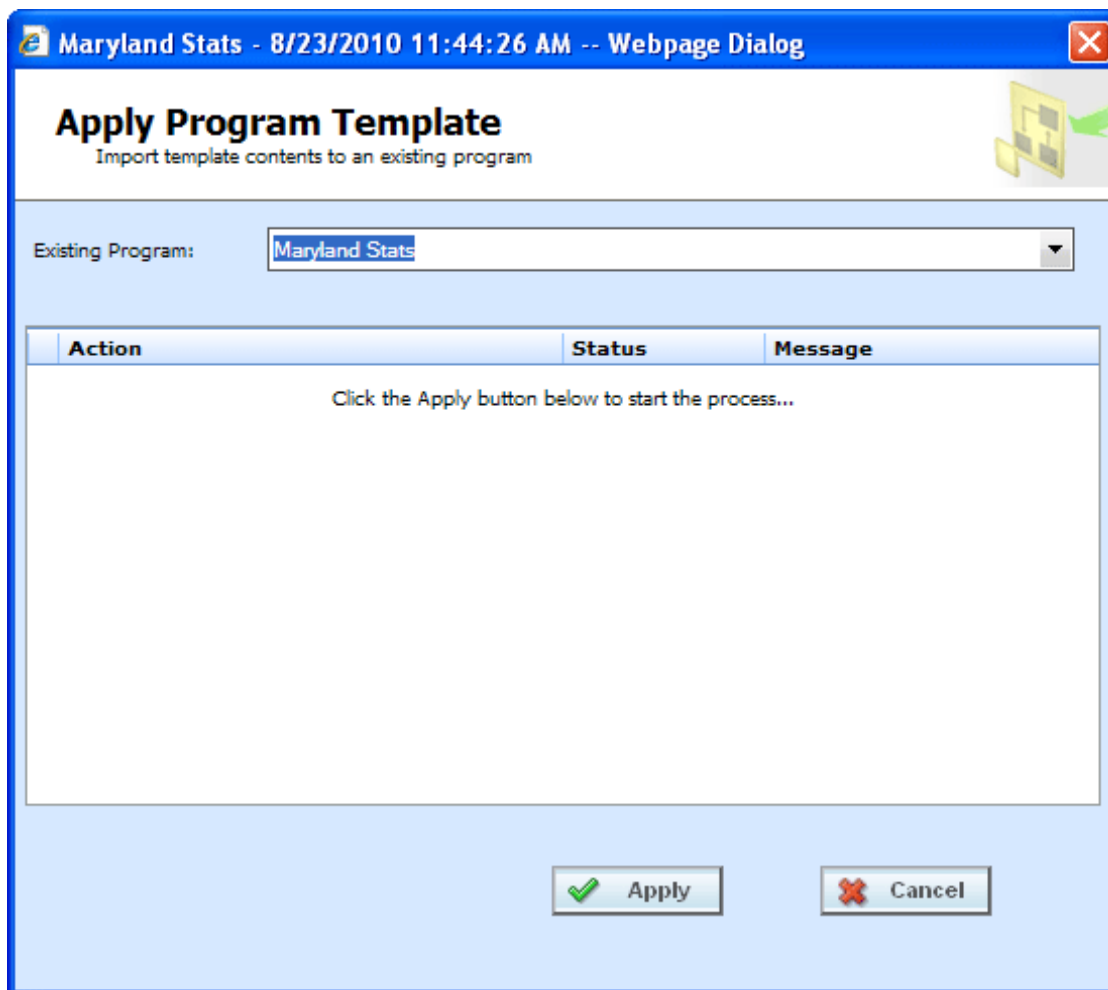 Maryland Stats - 8/23/2010 11:44:26 AM -- Webpage Dialog
Apply Program Template
Import template contents to an existing program
Existing Program: Maryland Stats
Action Status Message
Click the Apply button below to start the process...
Apply Cancel